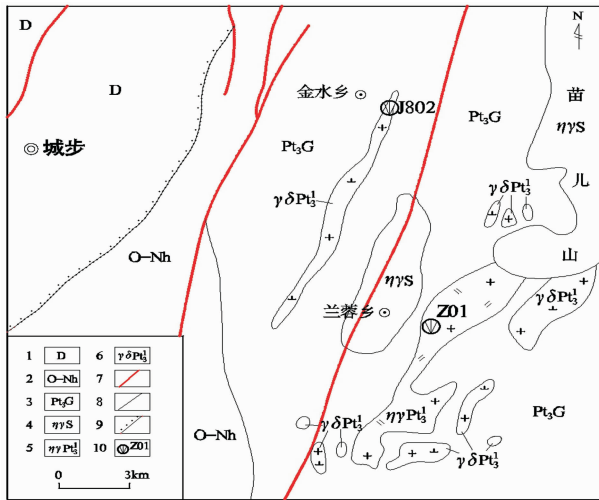 D
D
N
苗
ηγS
儿
山
金水乡
J802
Pt₃G
Pt₃G
城步
γδPt₃¹
γδPt₃¹
O-Nh
ηγS
兰蓉乡
Z01
γδPt₃¹
1 D
2 O-Nh
3 Pt₃G
4 ηγS
5 ηγPt₃¹
6 γδPt₃¹
7
8
9
10 Z01
0 3km
O-Nh
γδPt₃¹
ηγPt₃¹
γδPt₃¹
Pt₃G